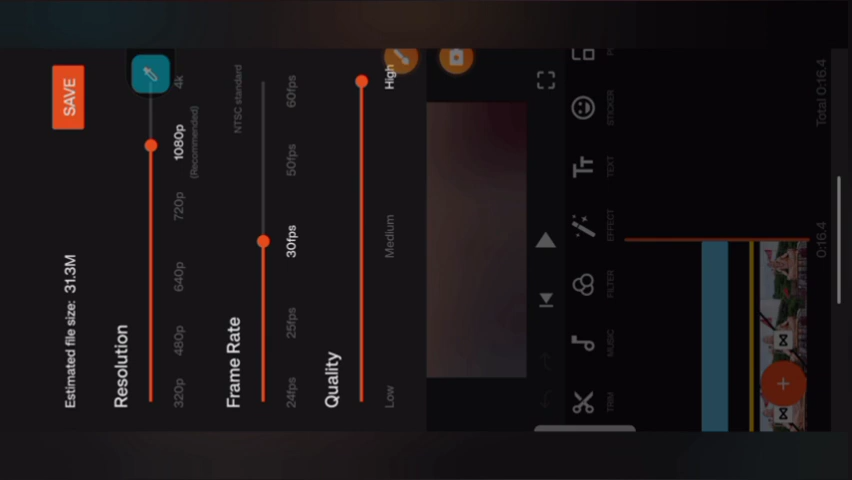 SAVE
Estimated file size: 31.3M
Resolution
320p 480p 640p 720p 1080p 4k
(Recommended)
NTSC standard
Frame Rate
24fps 25fps 30fps 50fps 60fps
Quality
Low Medium High
TRIM MUSIC FILTER EFFECT TEXT STICKER
0:16.4 Total 0:16.4